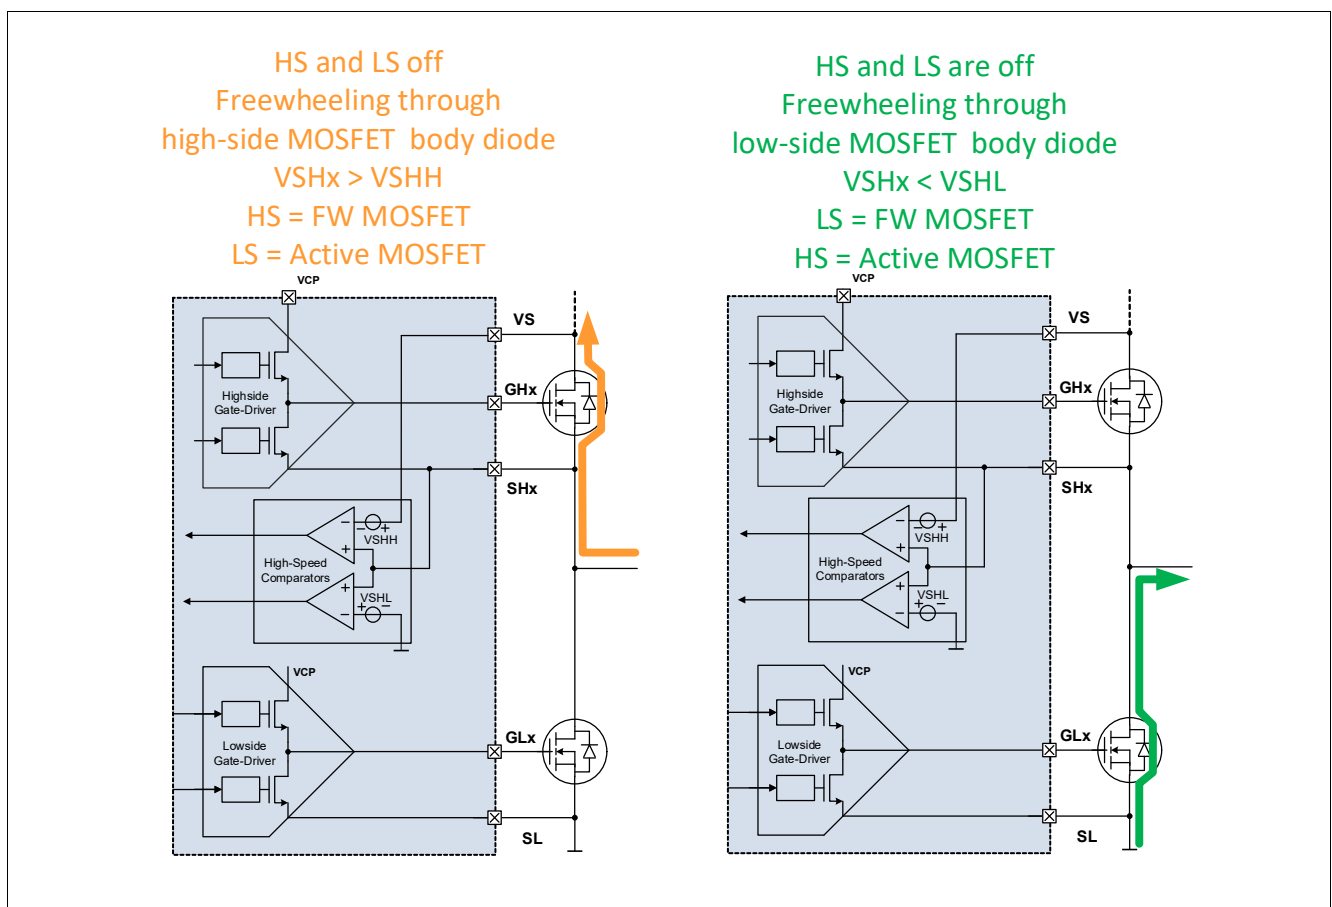 HS and LS off
Freewheeling through
high-side MOSFET body diode
VSHx > VSHH
HS = FW MOSFET
LS = Active MOSFET
VCP
VS
GHx
Highside
Gate-Driver
SHx
VSHH
High-Speed
Comparators
VSHL
VCP
GLx
Lowside
Gate-Driver
SL
HS and LS are off
Freewheeling through
low-side MOSFET body diode
VSHx < VSHL
LS = FW MOSFET
HS = Active MOSFET
VCP
VS
GHx
Highside
Gate-Driver
SHx
VSHH
High-Speed
Comparators
VSHL
VCP
GLx
Lowside
Gate-Driver
SL